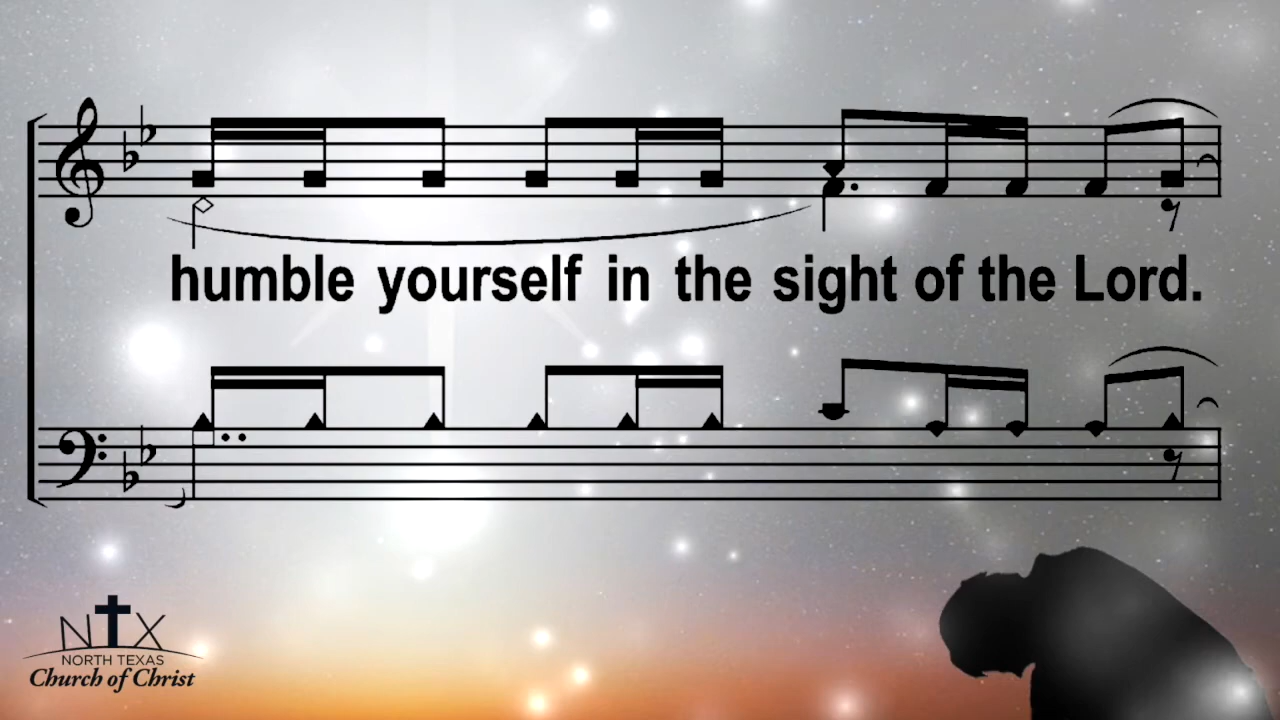 humble yourself in the sight of the Lord.
NTX
NORTH TEXAS
Church of Christ